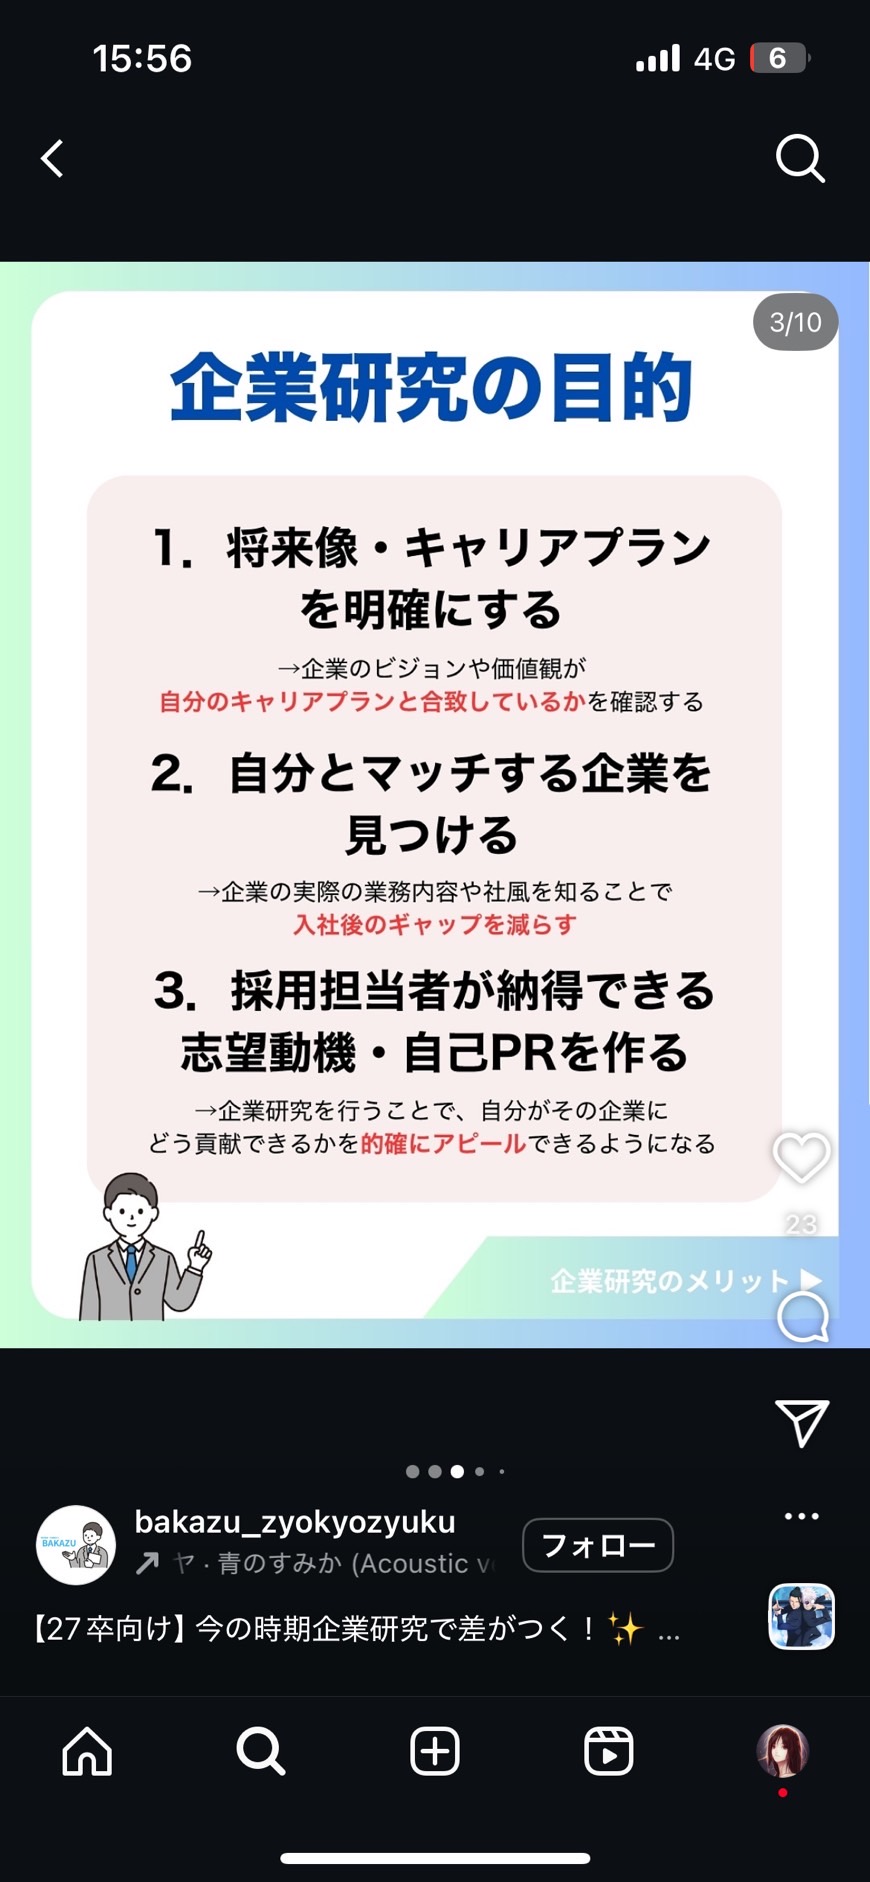 15:56
4G 6
3/10
企業研究の目的
1．将来像・キャリアプラン
を明確にする
→企業のビジョンや価値観が
自分のキャリアプランと合致しているかを確認する
2．自分とマッチする企業を
見つける
→企業の実際の業務内容や社風を知ることで
入社後のギャップを減らす
3．採用担当者が納得できる
志望動機・自己PRを作る
→企業研究を行うことで、自分がその企業に
どう貢献できるかを的確にアピールできるようになる
23
企業研究のメリット▶
BAKAZU
bakazu_zyokyozyuku
フォロー
ヤ・青のすみか (Acoustic v
【27卒向け】今の時期企業研究で差がつく！✨ ...